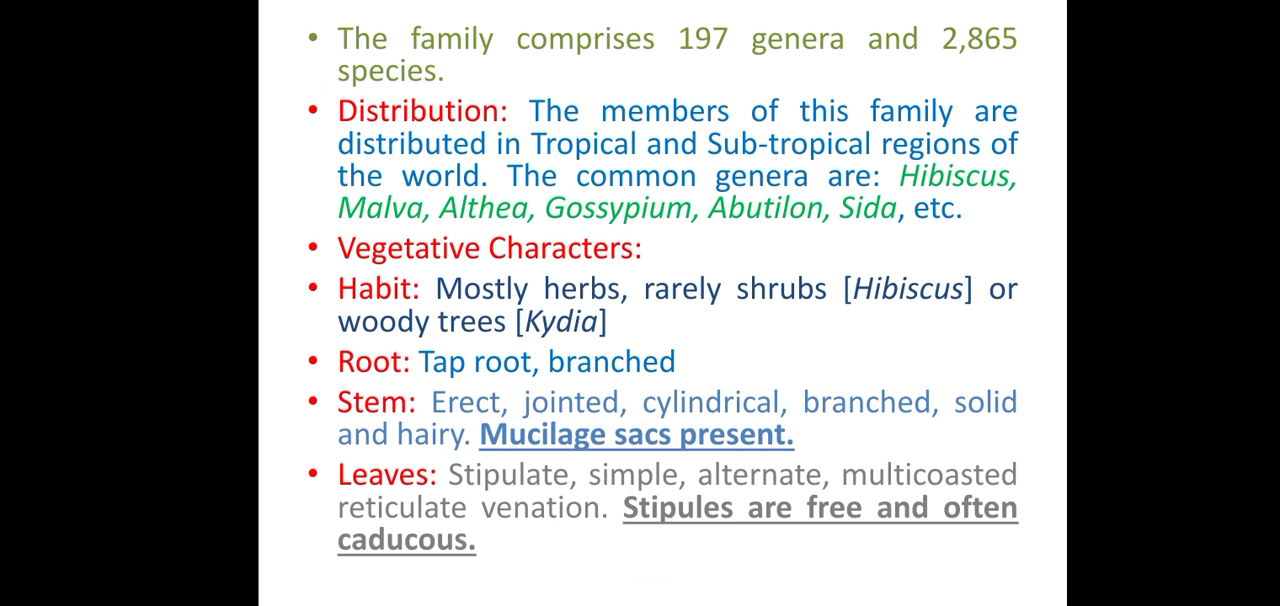 • The family comprises 197 genera and 2,865
species.
• Distribution: The members of this family are
distributed in Tropical and Sub-tropical regions of
the world. The common genera are: Hibiscus,
Malva, Althea, Gossypium, Abutilon, Sida, etc.
• Vegetative Characters:
• Habit: Mostly herbs, rarely shrubs [Hibiscus] or
woody trees [Kydia]
• Root: Tap root, branched
• Stem: Erect, jointed, cylindrical, branched, solid
and hairy. Mucilage sacs present.
• Leaves: Stipulate, simple, alternate, multicoasted
reticulate venation. Stipules are free and often
caducous.